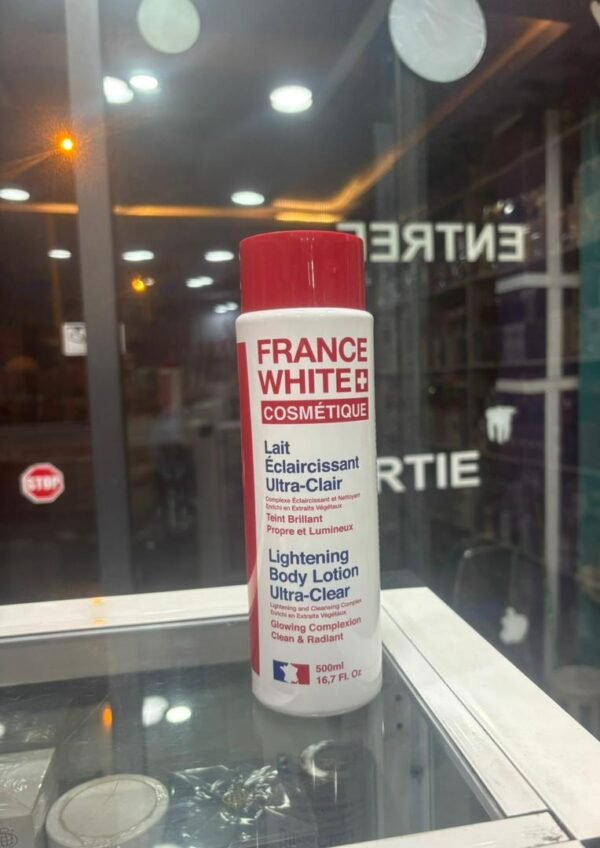 ENTREE
FRANCE
WHITE
COSMÉTIQUE
Lait
Éclaircissant
Ultra-Clair
Complexe Éclaircissant et Nettoyant
Enrichi en Extraits Végétaux
Teint Brillant
Propre et Lumineux
RTIE
STOP
Lightening
Body Lotion
Ultra-Clear
Lightening and Cleansing Complex
Enrichi en Extraits Végétaux
Glowing Complexion
Clean & Radiant
500ml
16,7 Fl. Oz